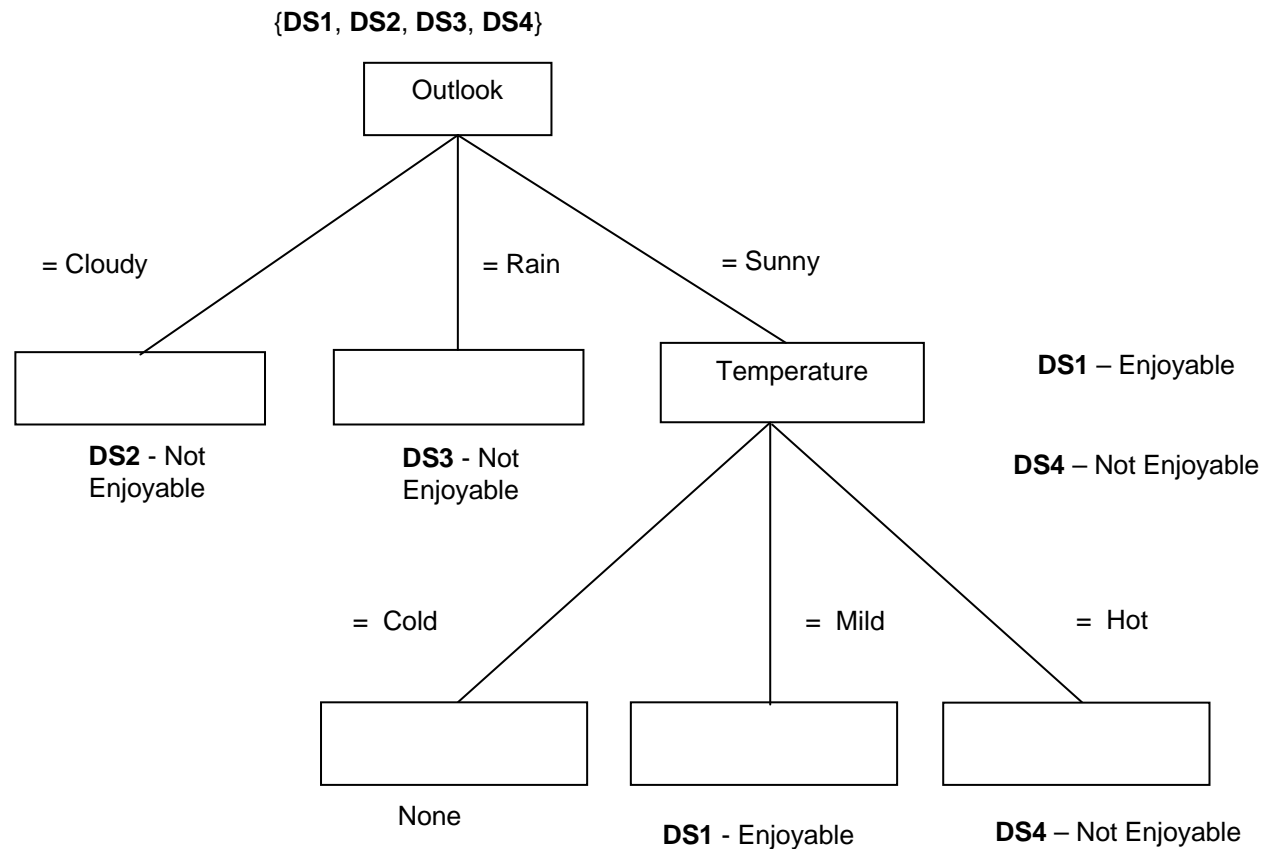 {DS1, DS2, DS3, DS4}
Outlook
= Cloudy
= Rain
= Sunny
Temperature
DS1 – Enjoyable
DS2 - Not
Enjoyable
DS3 - Not
Enjoyable
DS4 – Not Enjoyable
= Cold
= Mild
= Hot
None
DS1 - Enjoyable
DS4 – Not Enjoyable